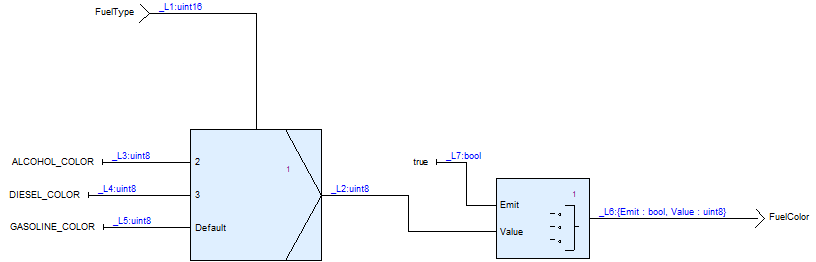 FuelType
_L1:uint16
ALCOHOL_COLOR
_L3:uint8
2
DIESEL_COLOR
_L4:uint8
3
GASOLINE_COLOR
_L5:uint8
Default
1
_L2:uint8
true
_L7:bool
1
Emit
Value
_L6:{Emit : bool, Value : uint8}
FuelColor